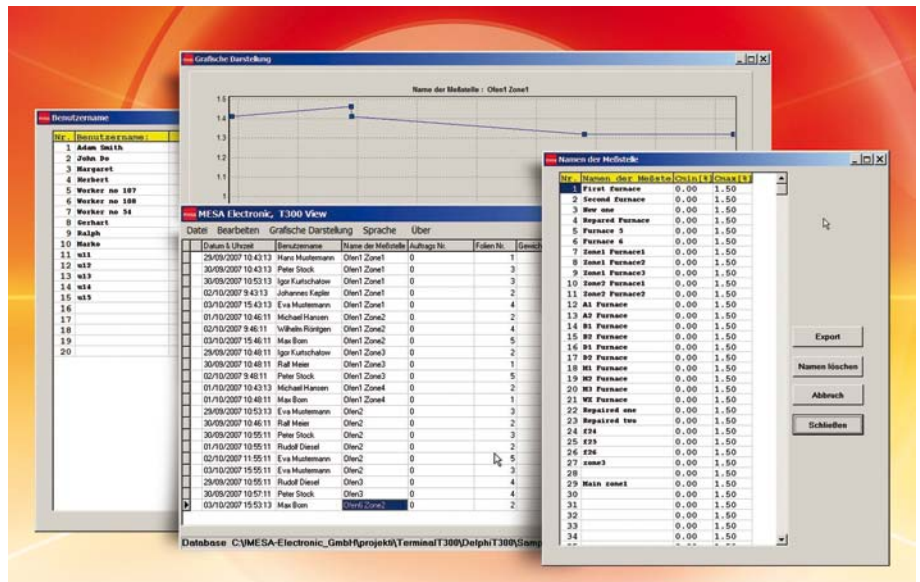 Grafische Darstellung
Name der Meßstelle : Ofen1 Zone1
1.5
1.4
1.3
1.2
1.1
1
Benutzername
Nr. Benutzername:
1 Adam Smith
2 John Do
3 Margaret
4 Herbert
5 Worker no 107
6 Worker no 108
7 Worker no 54
8 Gerhart
9 Ralph
10 Marko
11 u11
12 u12
13 u13
14 u14
15 u15
16
17
18
19
20
MESA Electronic, T300 View
Datei Bearbeiten Grafische Darstellung Sprache Über
Datum & Uhrzeit Benutzername Name der Meßstelle Auftrags Nr. Folien Nr. Gewich
29/09/2007 10:43:13 Hans Mustermann Ofen1 Zone1 0 1
30/09/2007 10:43:13 Peter Stock Ofen1 Zone1 0 3
30/09/2007 10:53:13 Igor Kurtschatow Ofen1 Zone1 0 3
02/10/2007 9:43:13 Johannes Kepler Ofen1 Zone1 0 2
03/10/2007 15:43:13 Eva Mustermann Ofen1 Zone1 0 4
01/10/2007 10:46:11 Michael Hansen Ofen1 Zone2 0 2
02/10/2007 9:46:11 Wilhelm Röntgen Ofen1 Zone2 0 4
03/10/2007 15:46:11 Max Born Ofen1 Zone2 0 5
29/09/2007 10:48:11 Igor Kurtschatow Ofen1 Zone3 0 2
30/09/2007 10:48:11 Ralf Meier Ofen1 Zone3 0 1
02/10/2007 9:48:11 Peter Stock Ofen1 Zone3 0 5
01/10/2007 10:43:13 Michael Hansen Ofen1 Zone4 0 2
01/10/2007 10:48:11 Max Born Ofen1 Zone4 0 1
29/09/2007 10:53:13 Eva Mustermann Ofen2 0 3
30/09/2007 10:46:11 Ralf Meier Ofen2 0 2
30/09/2007 10:55:11 Peter Stock Ofen2 0 3
01/10/2007 10:55:11 Rudolf Diesel Ofen2 0 2
02/10/2007 11:55:11 Eva Mustermann Ofen2 0 5
03/10/2007 15:55:11 Eva Mustermann Ofen2 0 3
29/09/2007 10:55:11 Rudolf Diesel Ofen3 0 4
30/09/2007 10:57:11 Peter Stock Ofen3 0 4
03/10/2007 15:53:13 Max Born Ofen6 Zone2 0 2
Database C:\IMESA-Electronic_GmbH\projekti\TerminalT300\DelphiT300\Samp
Namen der Meßstelle
Nr. Namen der Meßste Cmin[%] Cmax[%]
1 First furnace 0.00 1.50
2 Second furnace 0.00 1.50
3 New one 0.00 1.50
4 Repared Furnace 0.00 1.50
5 Furnace 5 0.00 1.50
6 Furnace 6 0.00 1.50
7 Zone1 Furnace1 0.00 1.50
8 Zone1 Furnace2 0.00 1.50
9 Zone1 Furnace3 0.00 1.50
10 Zone2 Furnace1 0.00 1.50
11 Zone2 Furnace2 0.00 1.50
12 A1 Furnace 0.00 1.50
13 A2 Furnace 0.00 1.50
14 B1 Furnace 0.00 1.50
15 B2 Furnace 0.00 1.50
16 D1 Furnace 0.00 1.50
17 D2 Furnace 0.00 1.50
18 M1 Furnace 0.00 1.50
19 M2 Furnace 0.00 1.50
20 M3 Furnace 0.00 1.50
21 WX Furnace 0.00 1.50
22 Repaired one 0.00 1.50
23 Repaired two 0.00 1.50
24 f24 0.00 1.50
25 f25 0.00 1.50
26 f26 0.00 1.50
27 zone3 0.00 1.50
28 0.00 1.50
29 Main zone1 0.00 1.50
30 0.00 1.50
31 0.00 1.50
32 0.00 1.50
33 0.00 1.50
34 0.00 1.50
Export
Namen löschen
Abbruch
Schließen